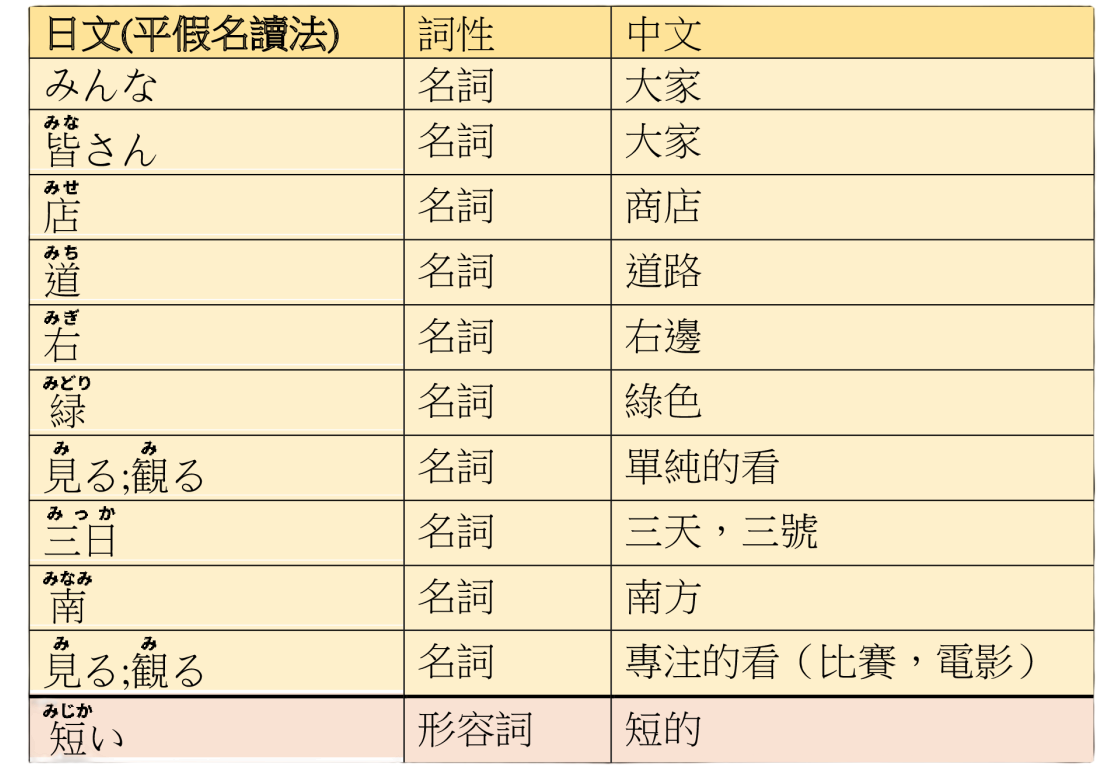 日文(平假名讀法) 詞性 中文
みんな 名詞 大家
みな
皆さん 名詞 大家
みせ
店 名詞 商店
みち
道 名詞 道路
みぎ
右 名詞 右邊
みどり
緑 名詞 綠色
み み
見る;観る 名詞 單純的看
みっか
三日 名詞 三天，三號
みなみ
南 名詞 南方
み み
見る;観る 名詞 專注的看（比賽，電影）
みじか
短い 形容詞 短的